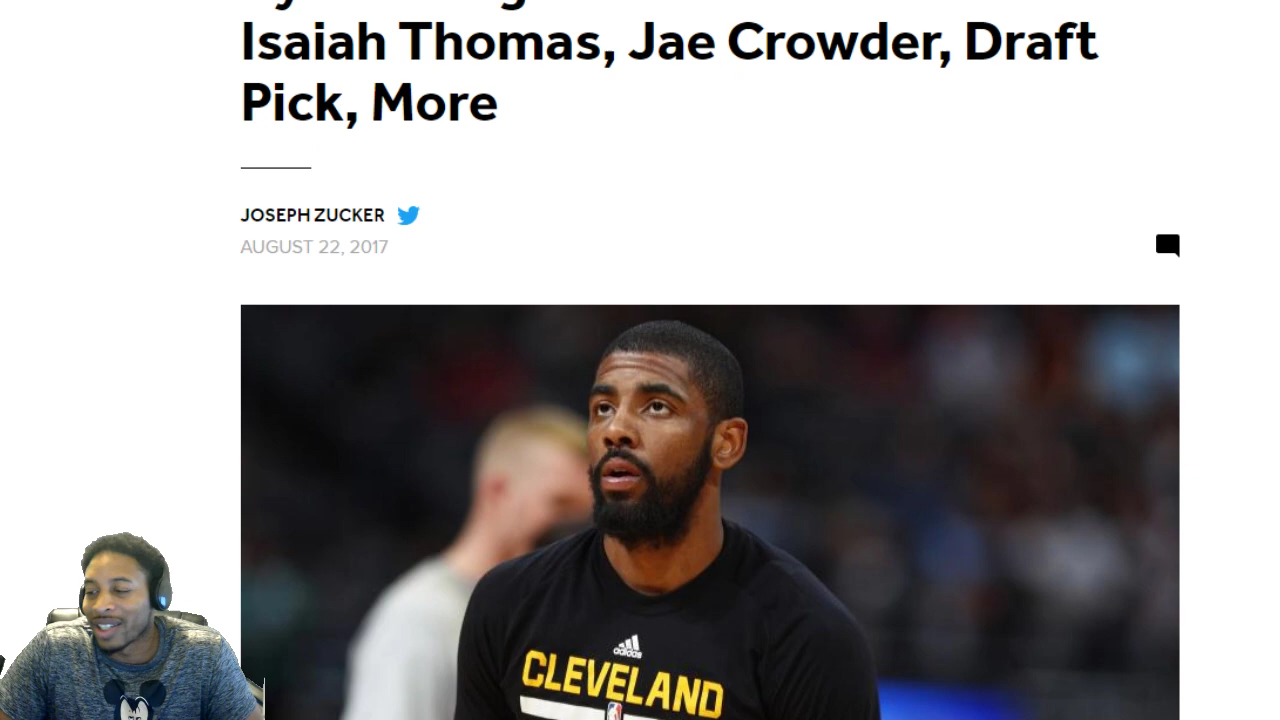 Isaiah Thomas, Jae Crowder, Draft
Pick, More
JOSEPH ZUCKER
AUGUST 22, 2017
adidas
CLEVELAND